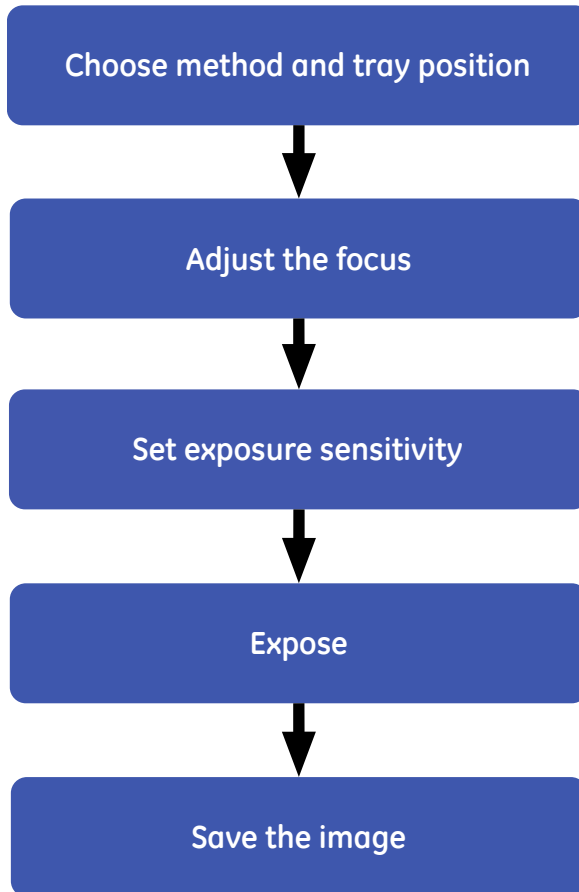 Choose method and tray position
Adjust the focus
Set exposure sensitivity
Expose
Save the image